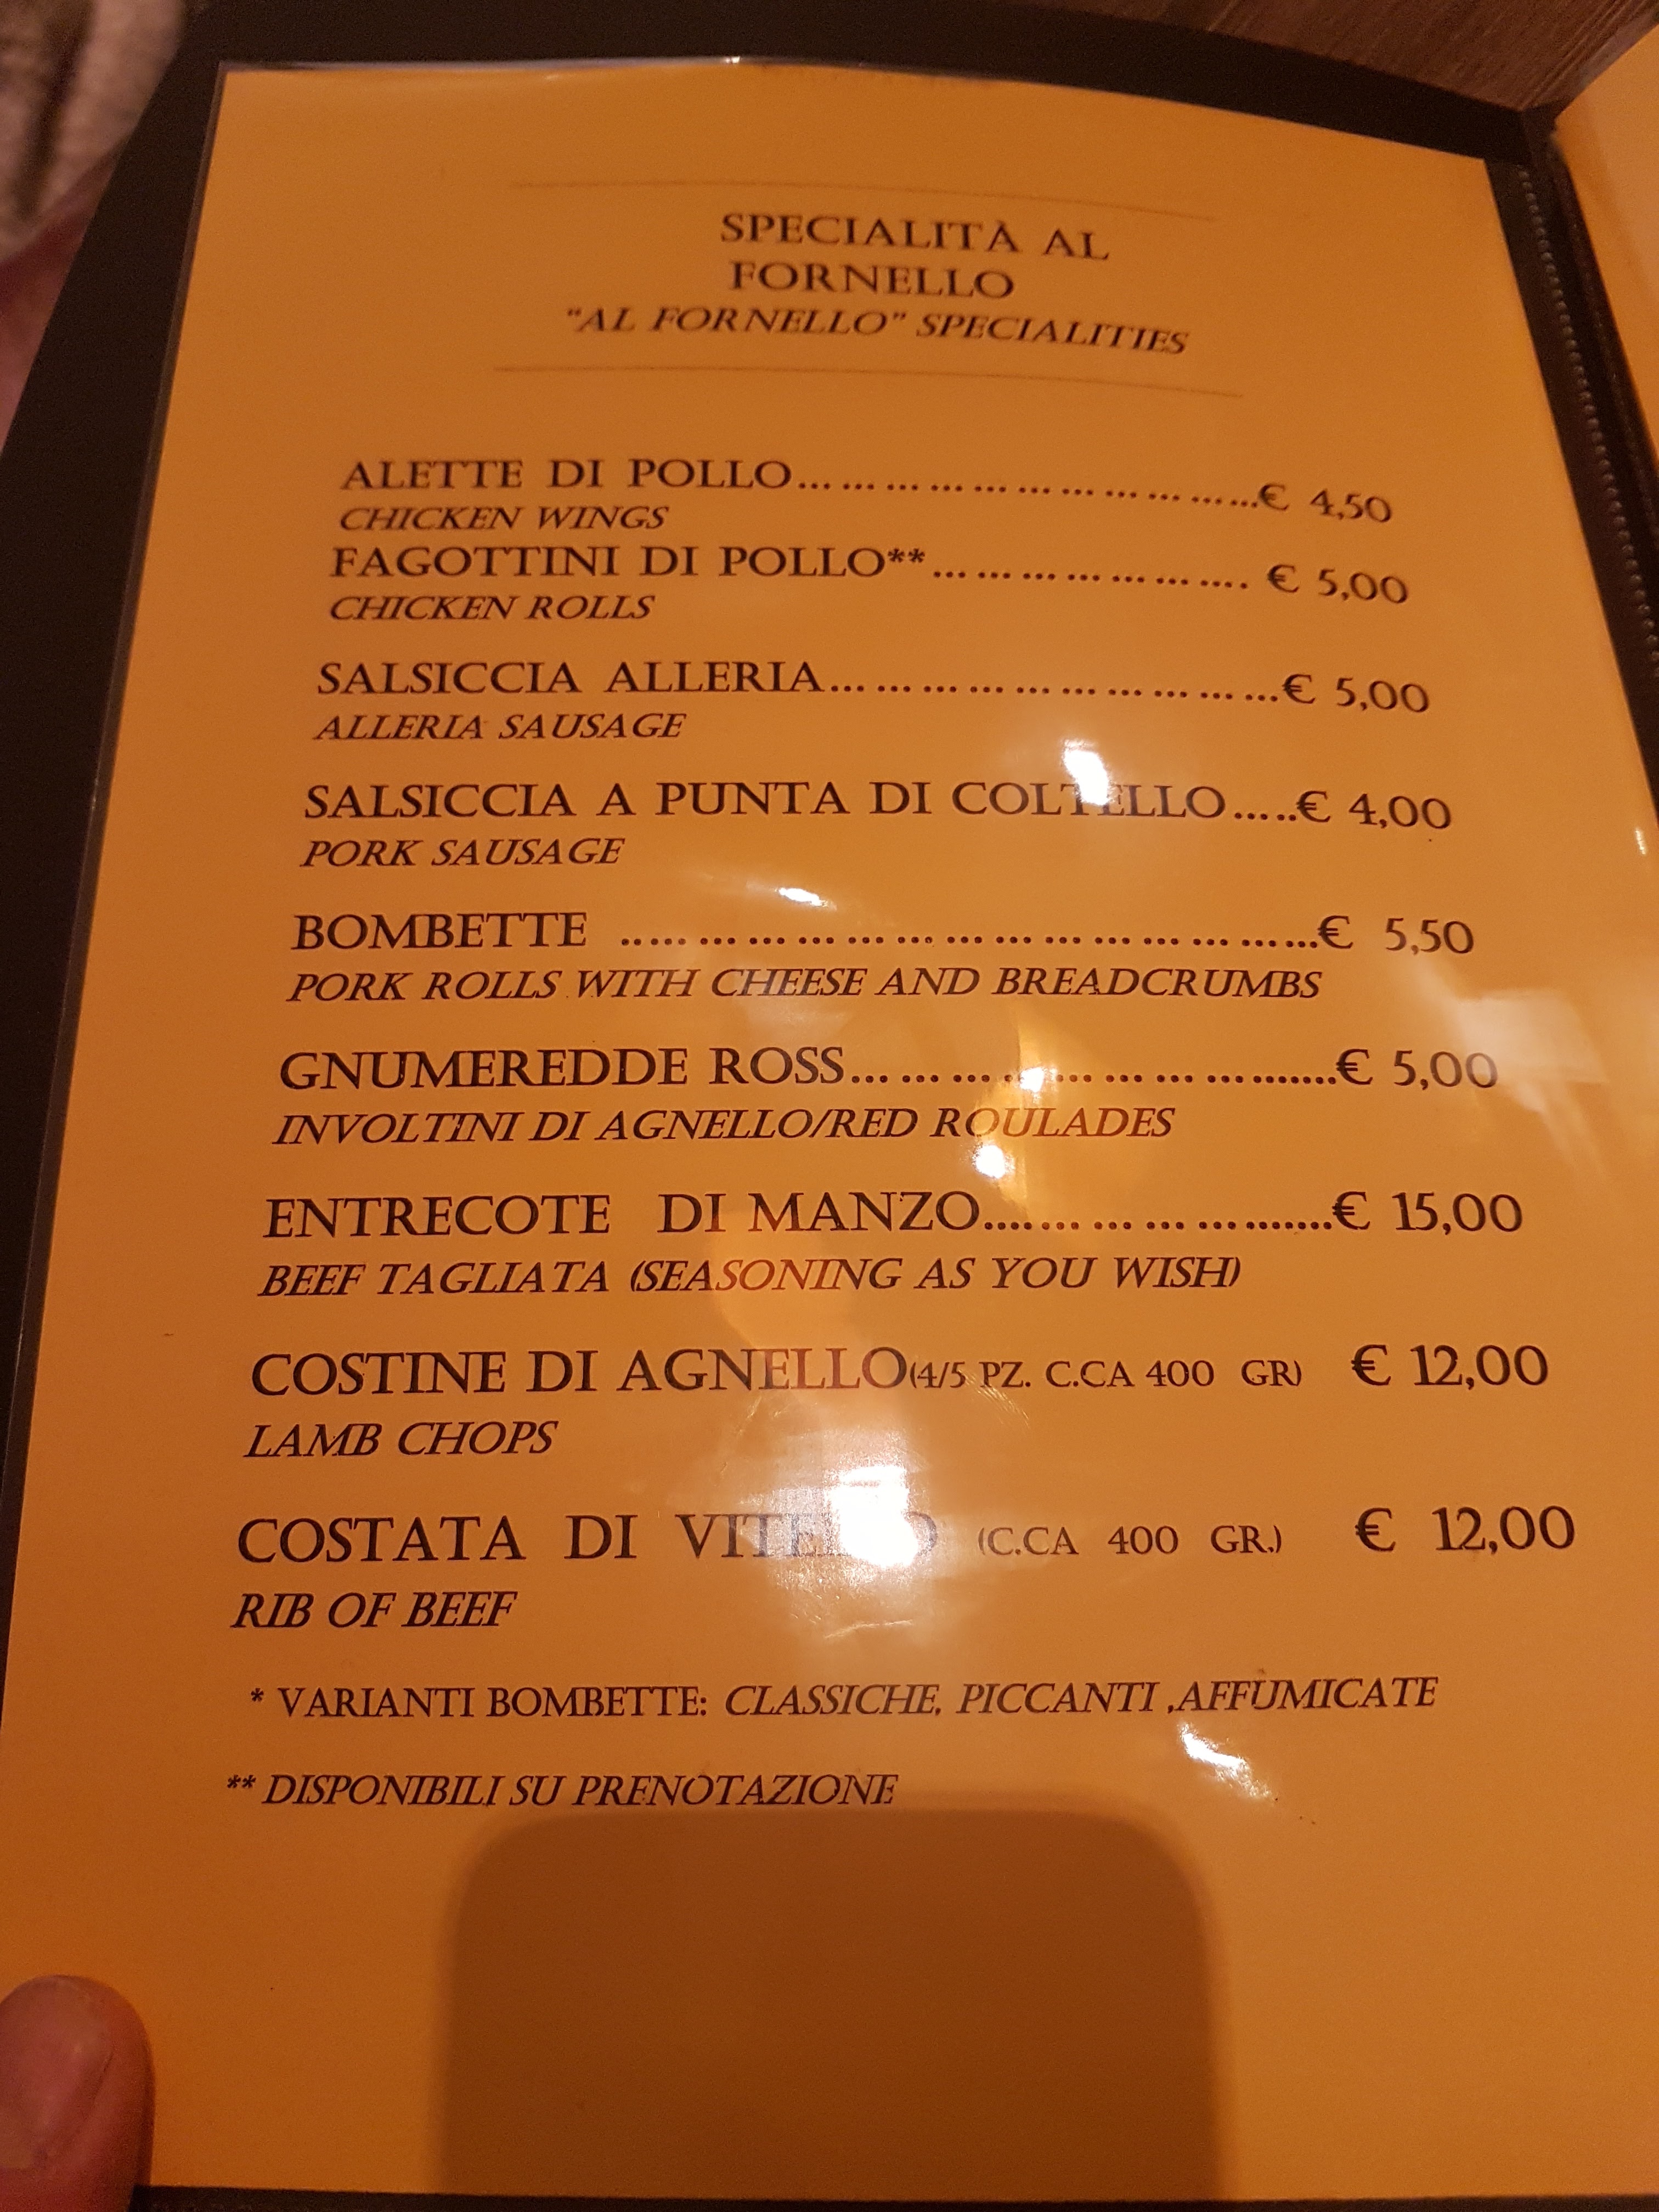 SPECIALITÀ AL
FORNELLO
"AL FORNELLO" SPECIALITIES
ALETTE DI POLLO... ... ... ... ... ... ... ... ... ......€ 4,50
CHICKEN WINGS
FAGOTTINI DI POLLO**... ... ... ... ... ... .... € 5,00
CHICKEN ROLLS
SALSICCIA ALLERIA... ... ... ... ... ... ... ... ... ...€ 5,00
ALLERIA SAUSAGE
SALSICCIA A PUNTA DI COLTELLO.....€ 4,00
PORK SAUSAGE
BOMBETTE ..... ... ... ... ... ... ... ... ... ... ... ... ... ...€ 5,50
PORK ROLLS WITH CHEESE AND BREADCRUMBS
GNUMEREDDE ROSS... ... ... ... ... ... ... ..........€ 5,00
INVOLTINI DI AGNELLO/RED ROULADES
ENTRECOTE DI MANZO....... ... ... ..........€ 15,00
BEEF TAGLIATA (SEASONING AS YOU WISH)
COSTINE DI AGNELLO(4/5 PZ. C.CA 400 GR) € 12,00
LAMB CHOPS
COSTATA DI VITELLO (C.CA 400 GR.) € 12,00
RIB OF BEEF
* VARIANTI BOMBETTE: CLASSICHE, PICCANTI ,AFFUMICATE
** DISPONIBILI SU PRENOTAZIONE